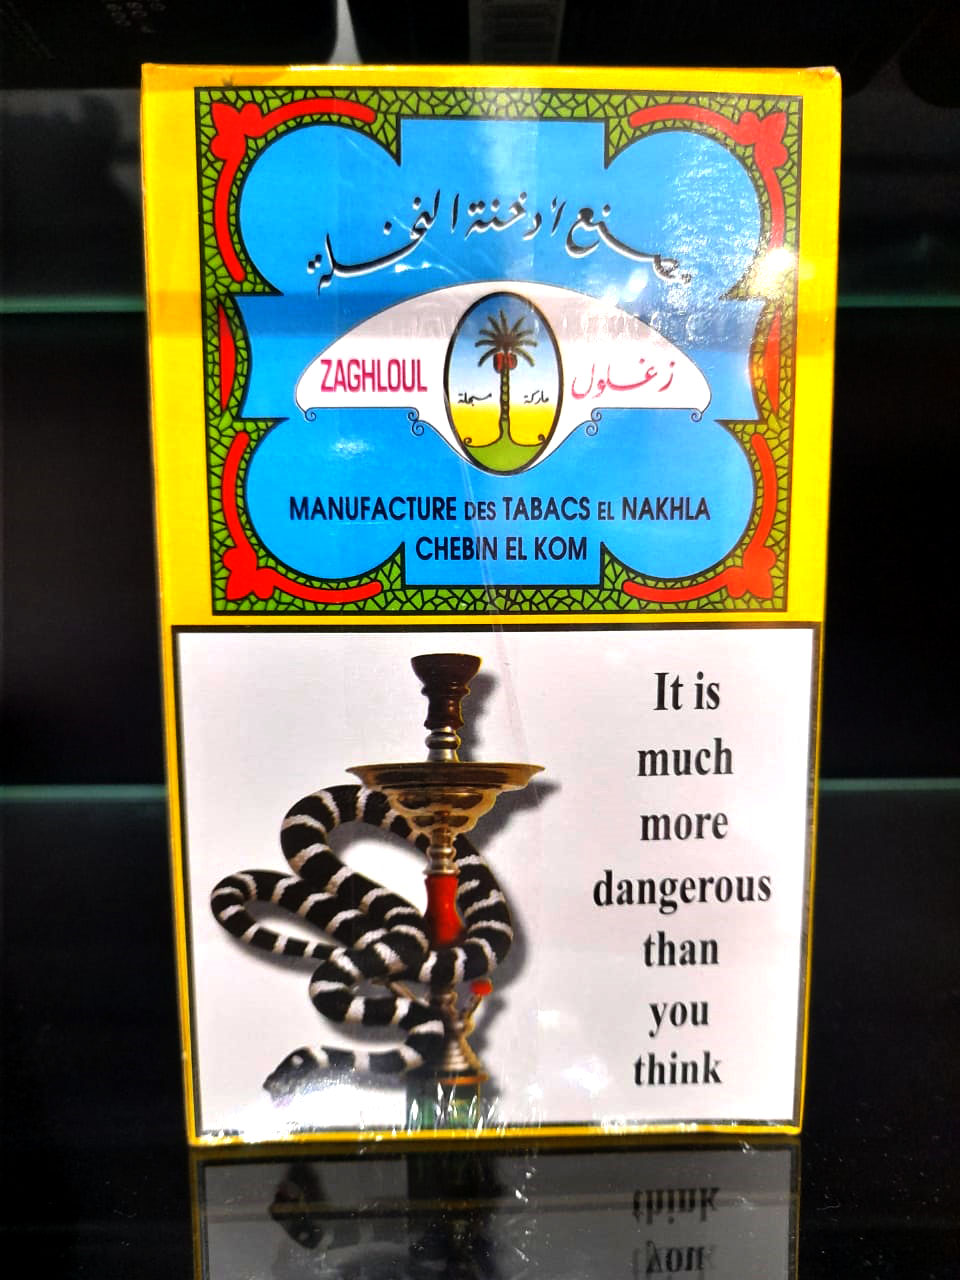 مصنع أدخنة النخلة
ZAGHLOUL
زغلول
ماركة مسجلة
MANUFACTURE DES TABACS EL NAKHLA
CHEBIN EL KOM
It is
much
more
dangerous
than
you
think